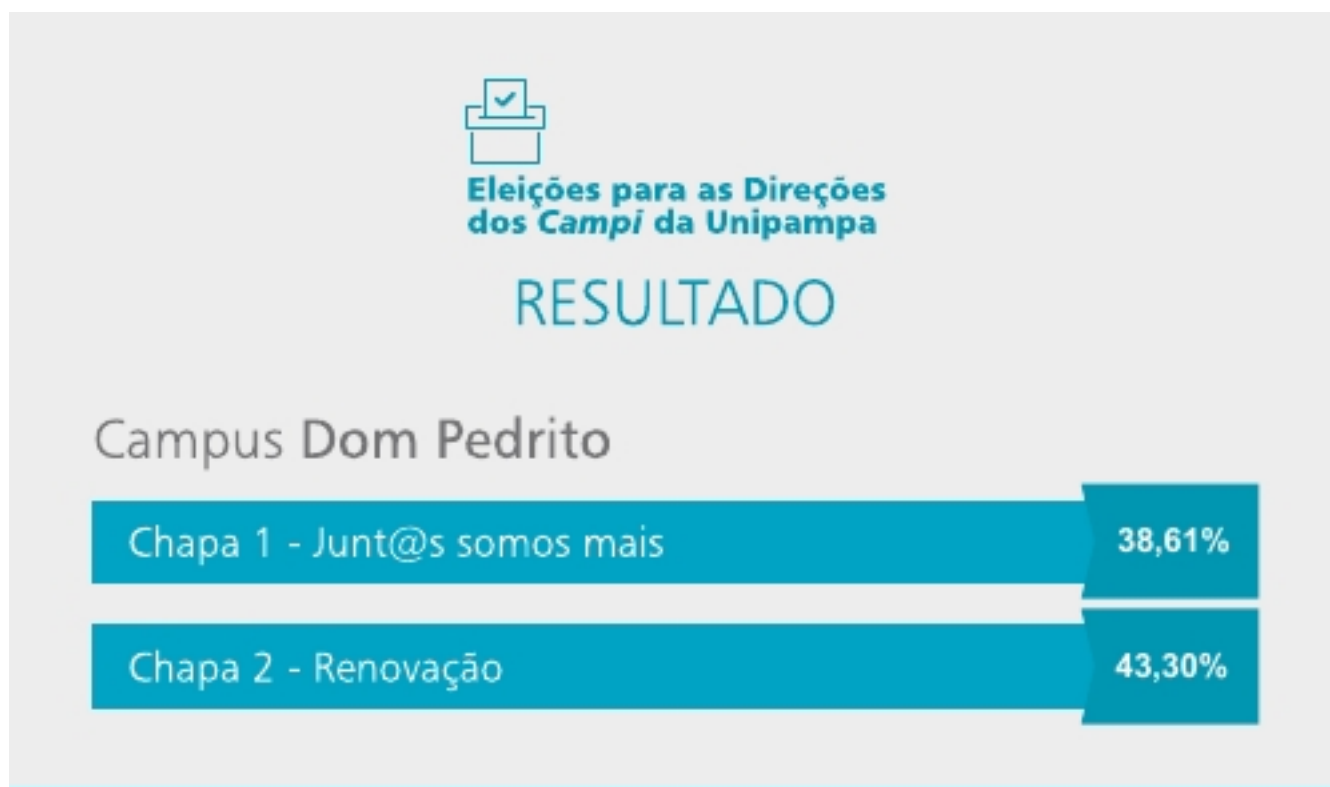 Eleições para as Direções
dos Campi da Unipampa
RESULTADO
Campus Dom Pedrito
Chapa 1 - Junt@s somos mais
38,61%
Chapa 2 - Renovação
43,30%